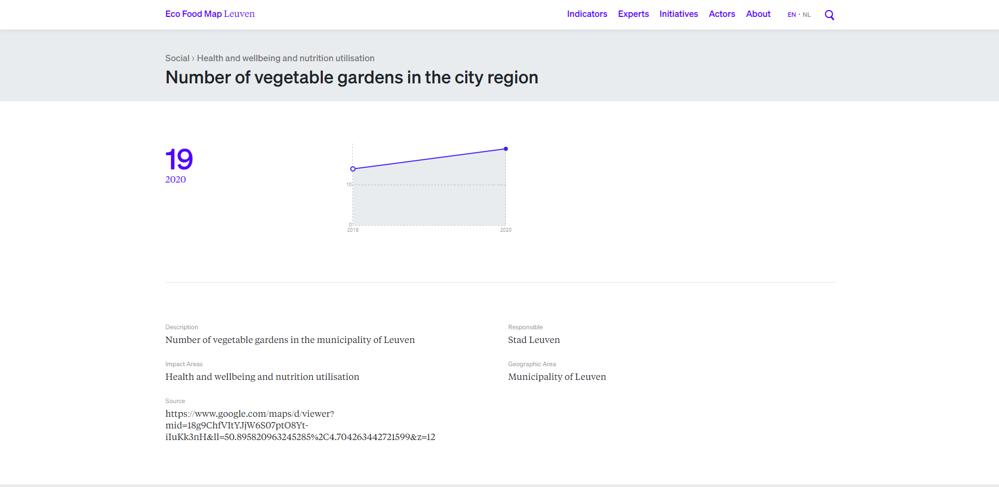 Eco Food Map Leuven
Indicators Experts Initiatives Actors About EN · NL
Social › Health and wellbeing and nutrition utilisation
Number of vegetable gardens in the city region
19
2020
10
0
2018 2020
Description
Number of vegetable gardens in the municipality of Leuven
Responsible
Stad Leuven
Impact Areas
Health and wellbeing and nutrition utilisation
Geographic Area
Municipality of Leuven
Source
https://www.google.com/maps/d/viewer?
mid=18g9ChfVItYJjW6S07ptO8Yt-
iIuKk3nH&ll=50.895820963245285%2C4.704263442721599&z=12